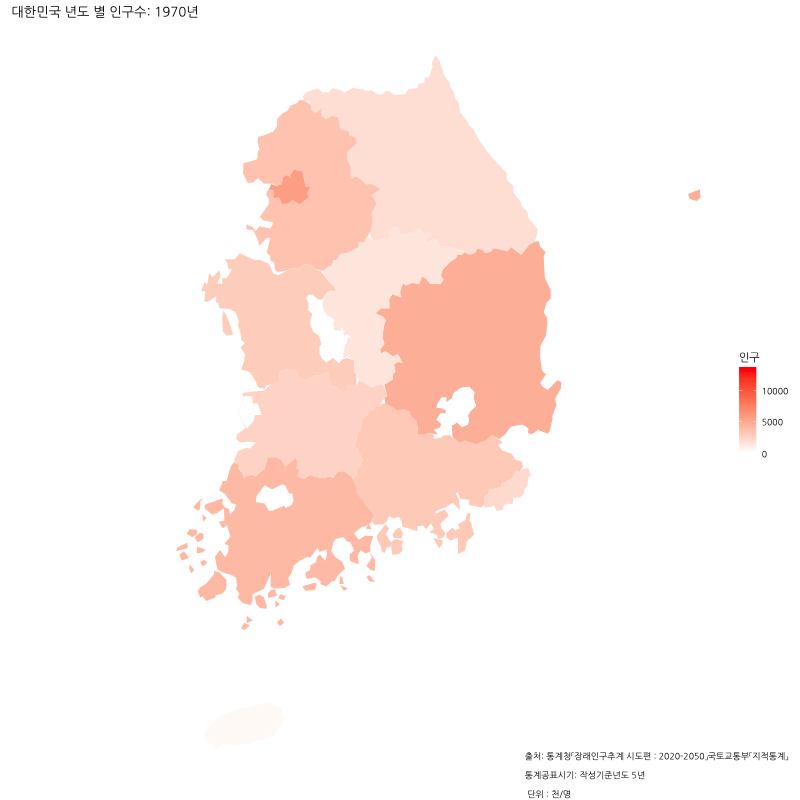 대한민국 년도 별 인구수: 1970년
인구
10000
5000
0
출처: 통계청「장래인구추계 시도편 : 2020-2050」국토교통부「지적통계」
통계공표시기: 작성기준년도 5년
단위 : 천/명